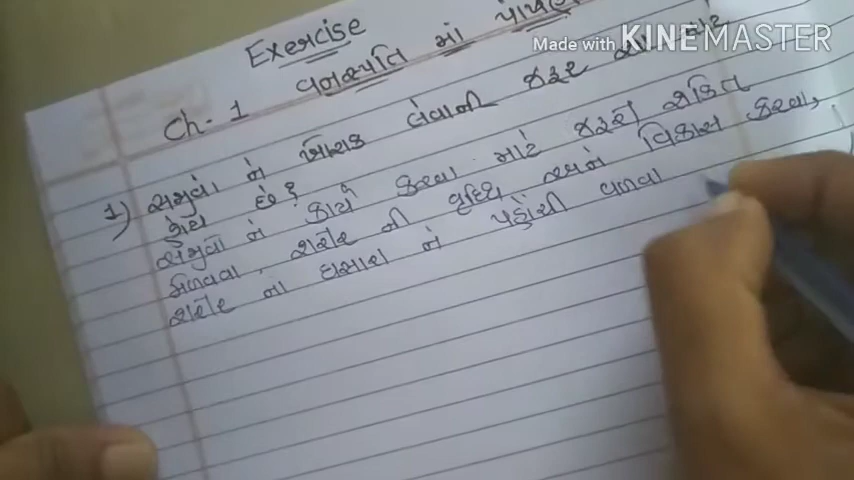 Exercise
Ch- 1 વનસ્પતિ માં
1) સજીવો ને ખોરાક લેવાની જરૂર શા માટે
હોય છે ?
સજીવો ને કાર્ય કરવા માટે જરૂરી શક્તિ
મેળવવા, શરીર ની વૃદ્ધિ અને વિકાસ કરવા,
શરીર ના ઘસારા ને પહોંચી વળવા
Made with KINEMASTER